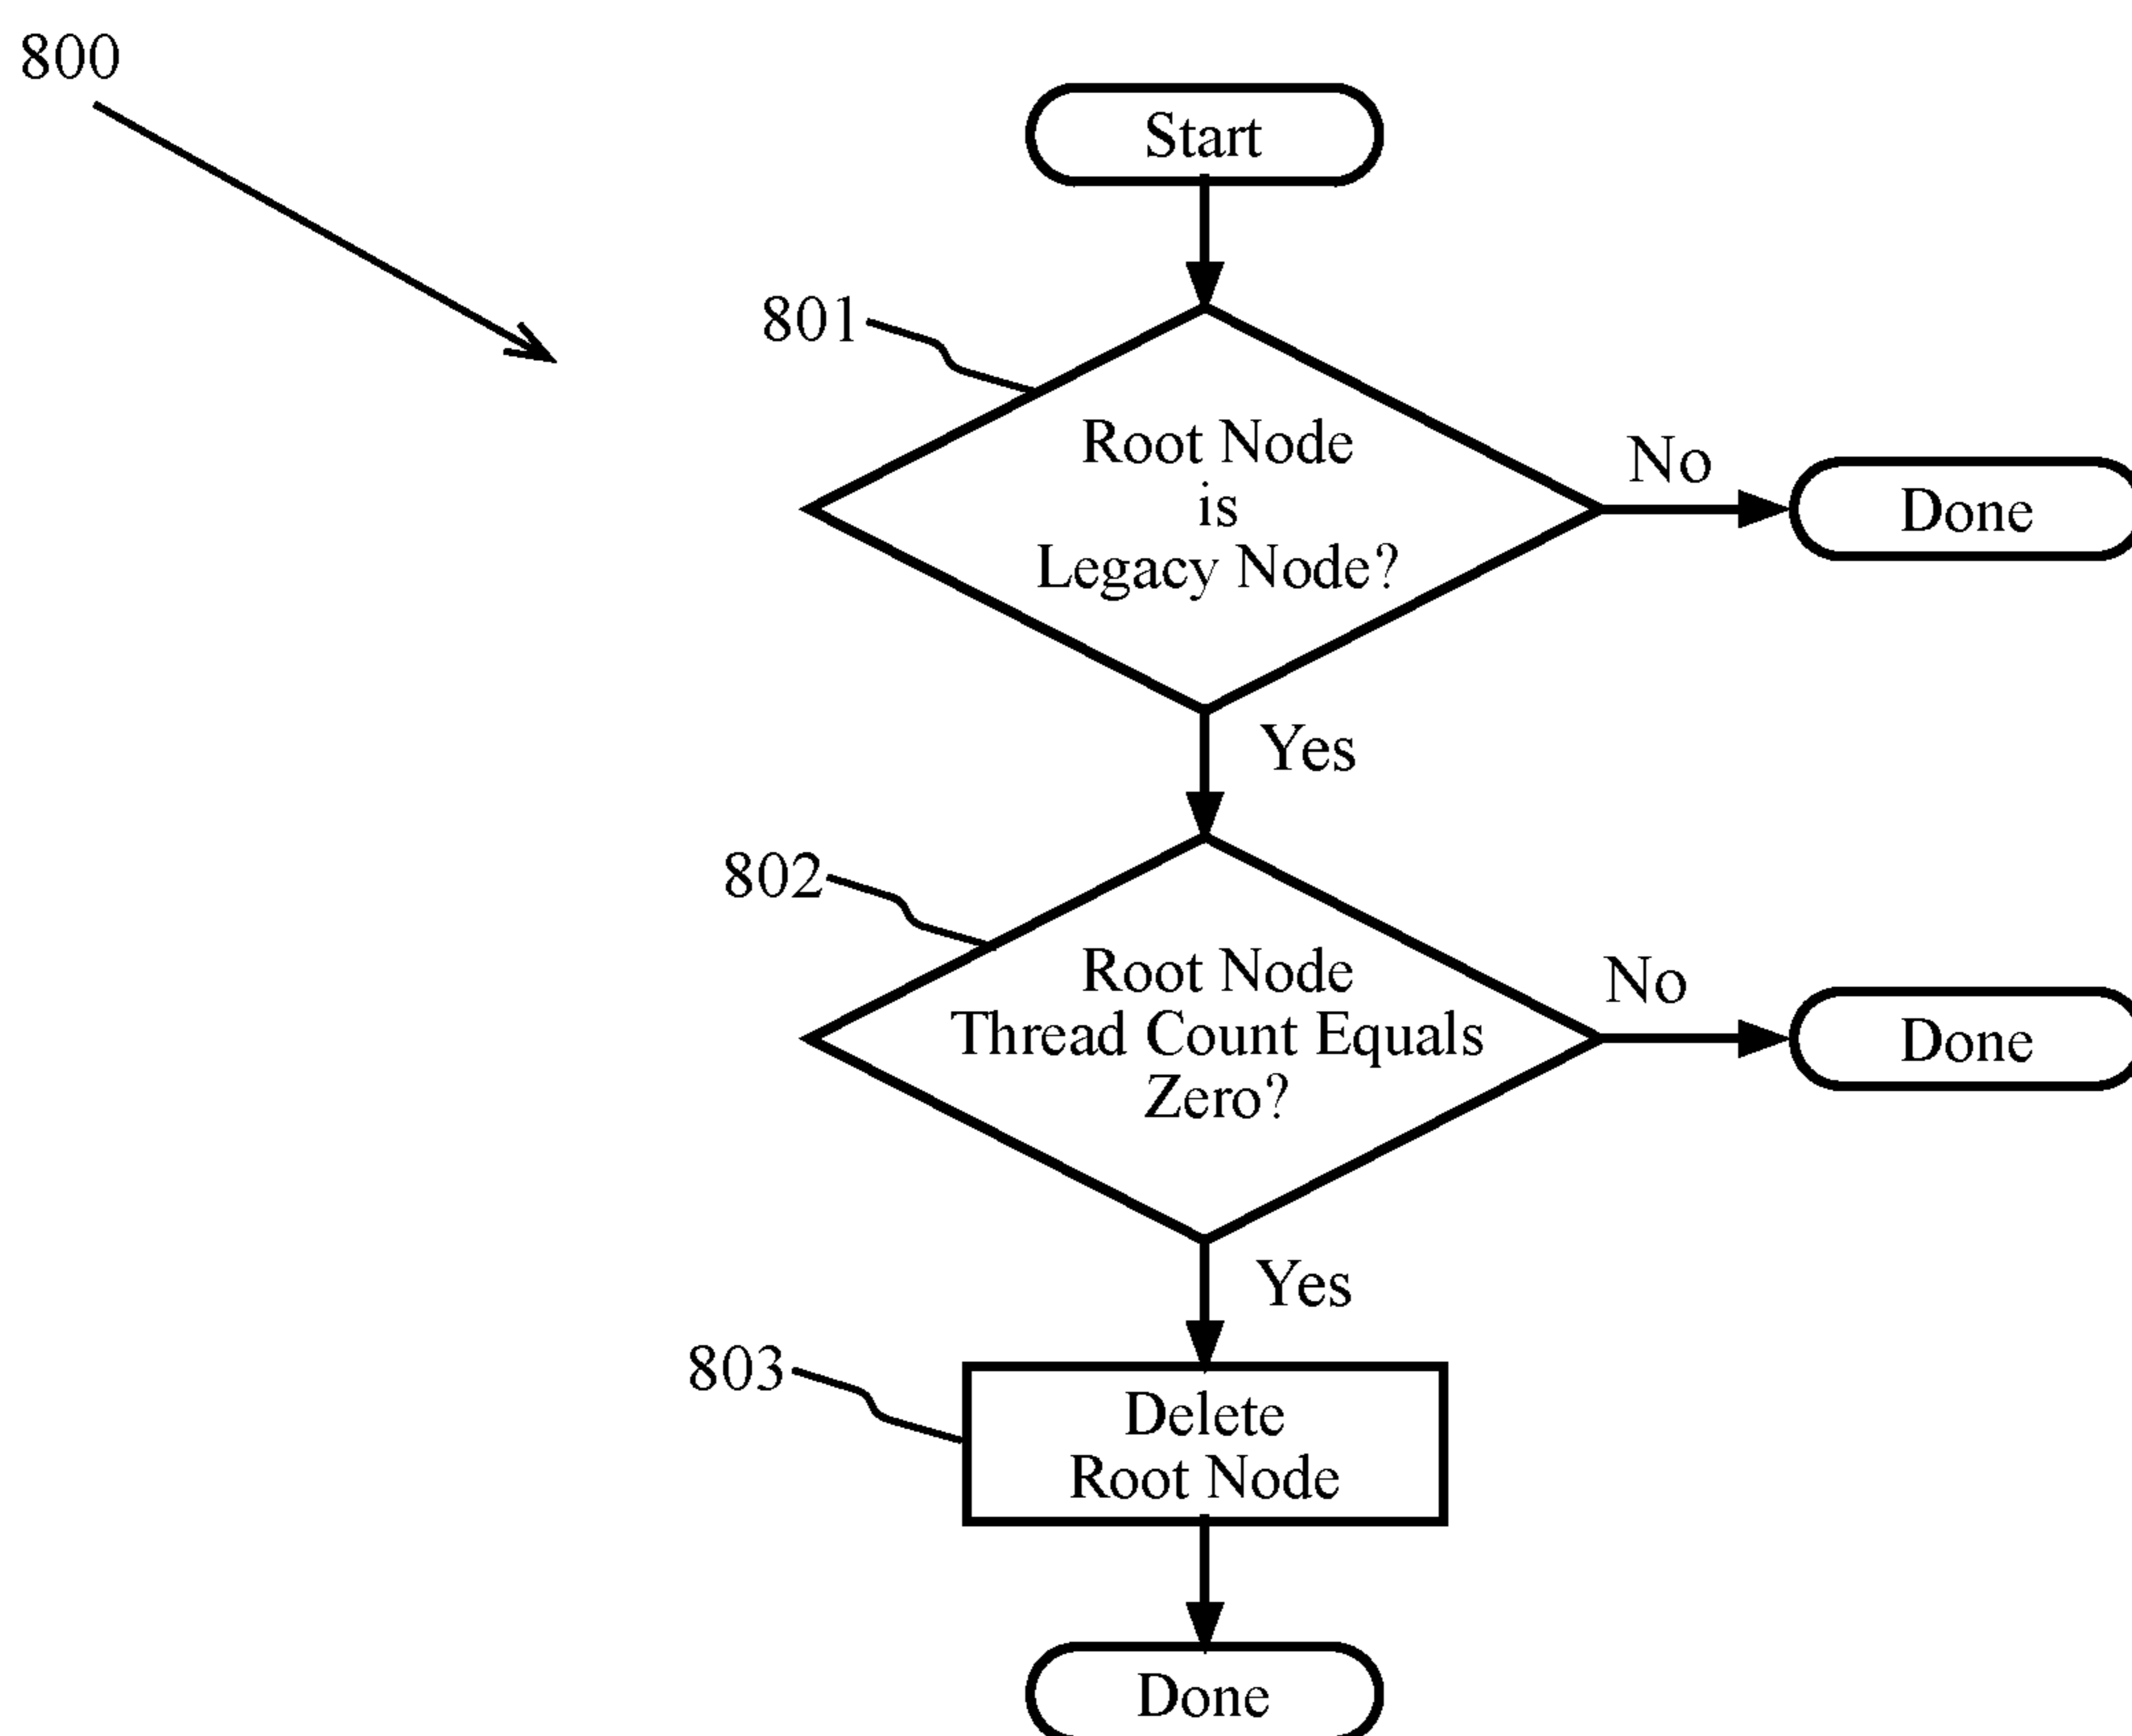 800
Start
801
Root Node
is
Legacy Node?
No
Done
Yes
802
Root Node
Thread Count Equals
Zero?
No
Done
Yes
803
Delete
Root Node
Done